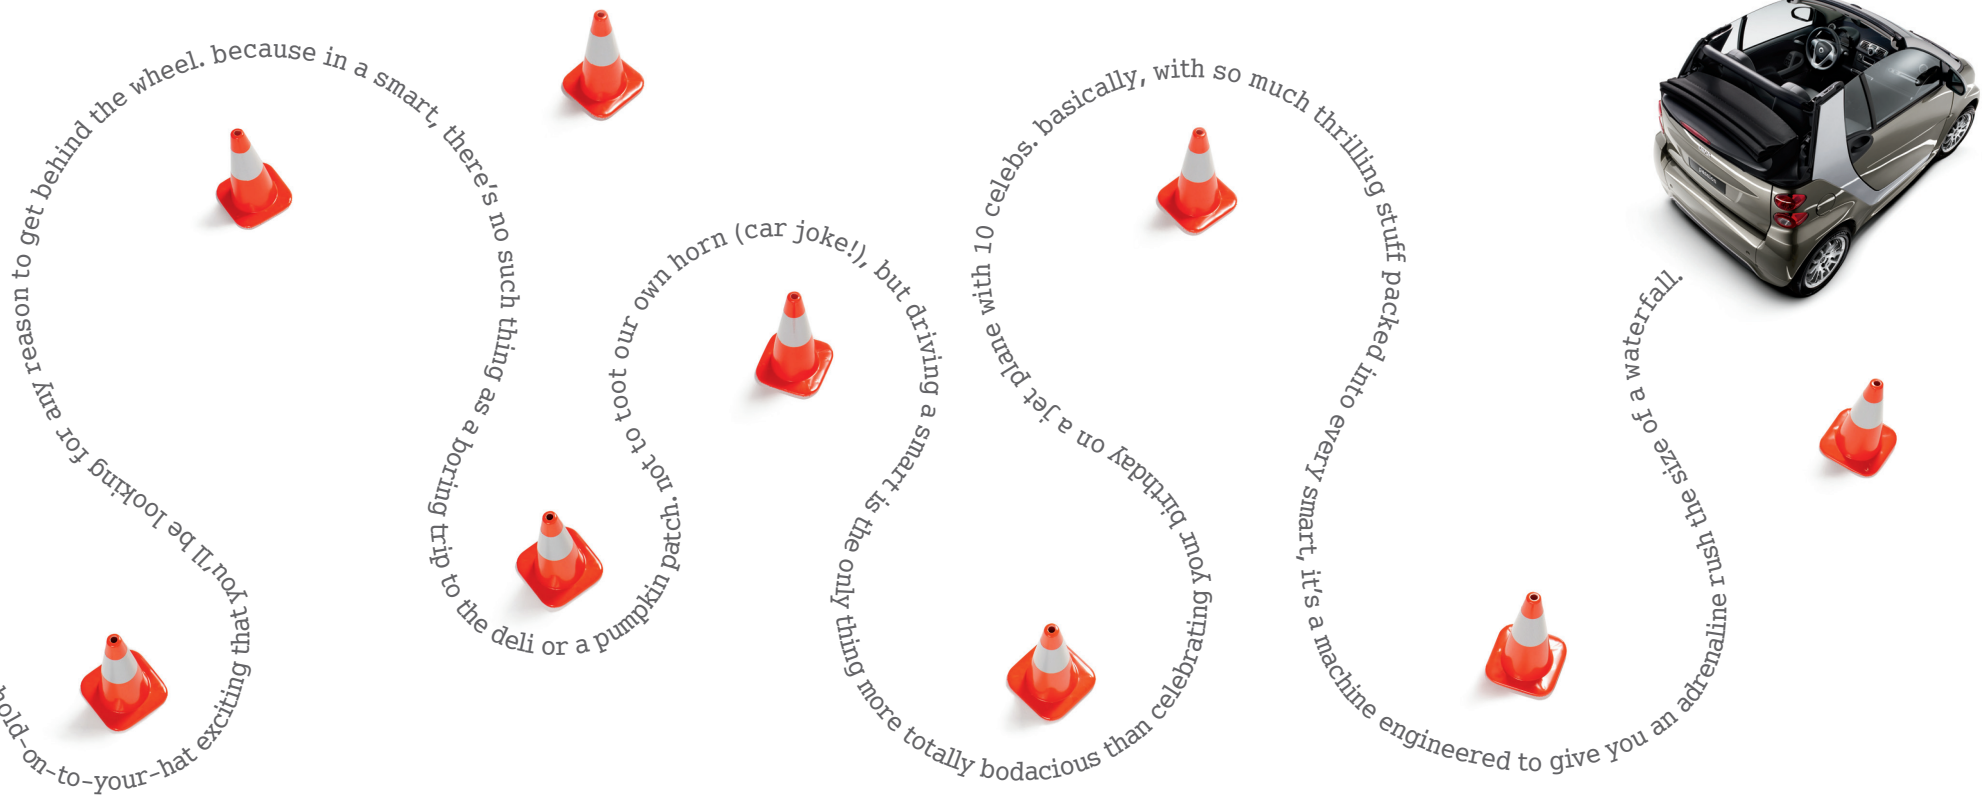 hold-on-to-your-hat exciting that you'll be looking for any reason to get behind the wheel. because in a smart, there's no such thing as a boring trip to the deli or a pumpkin patch. not to toot our own horn (car joke!), but driving a smart is the only thing more totally bodacious than celebrating your birthday on a jet plane with 10 celebs. basically, with so much thrilling stuff packed into every smart, it's a machine engineered to give you an adrenaline rush the size of a waterfall.